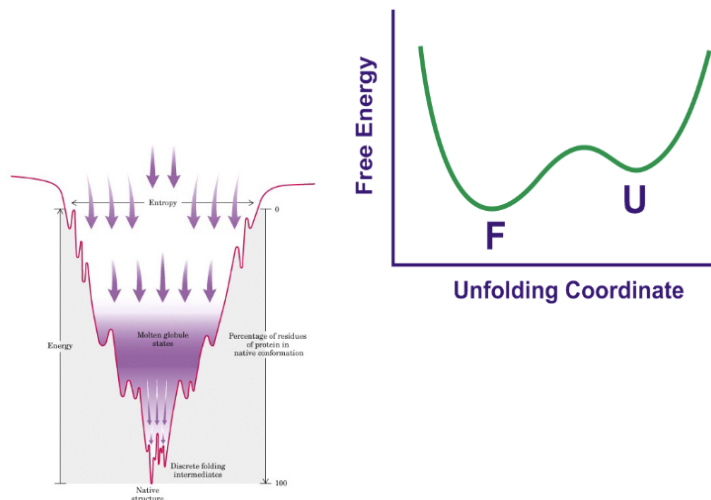 Entropy
0
Molten globule
states
Percentage of residues
of protein in
native conformation
Energy
Discrete folding
intermediates
100
Native
structure
Free Energy
F
U
Unfolding Coordinate